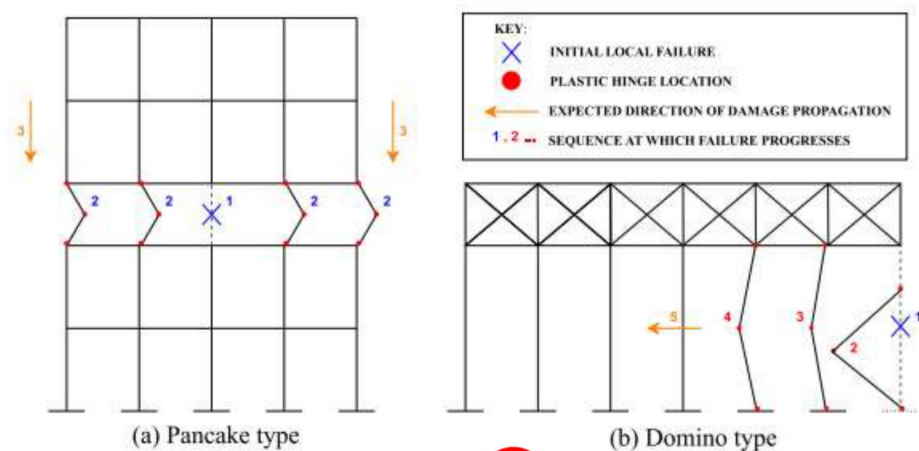 KEY:
INITIAL LOCAL FAILURE
PLASTIC HINGE LOCATION
EXPECTED DIRECTION OF DAMAGE PROPAGATION
1 , 2 -- SEQUENCE AT WHICH FAILURE PROGRESSES
3
3
2
2
1
2
2
5
4
3
1
2
(a) Pancake type
(b) Domino type